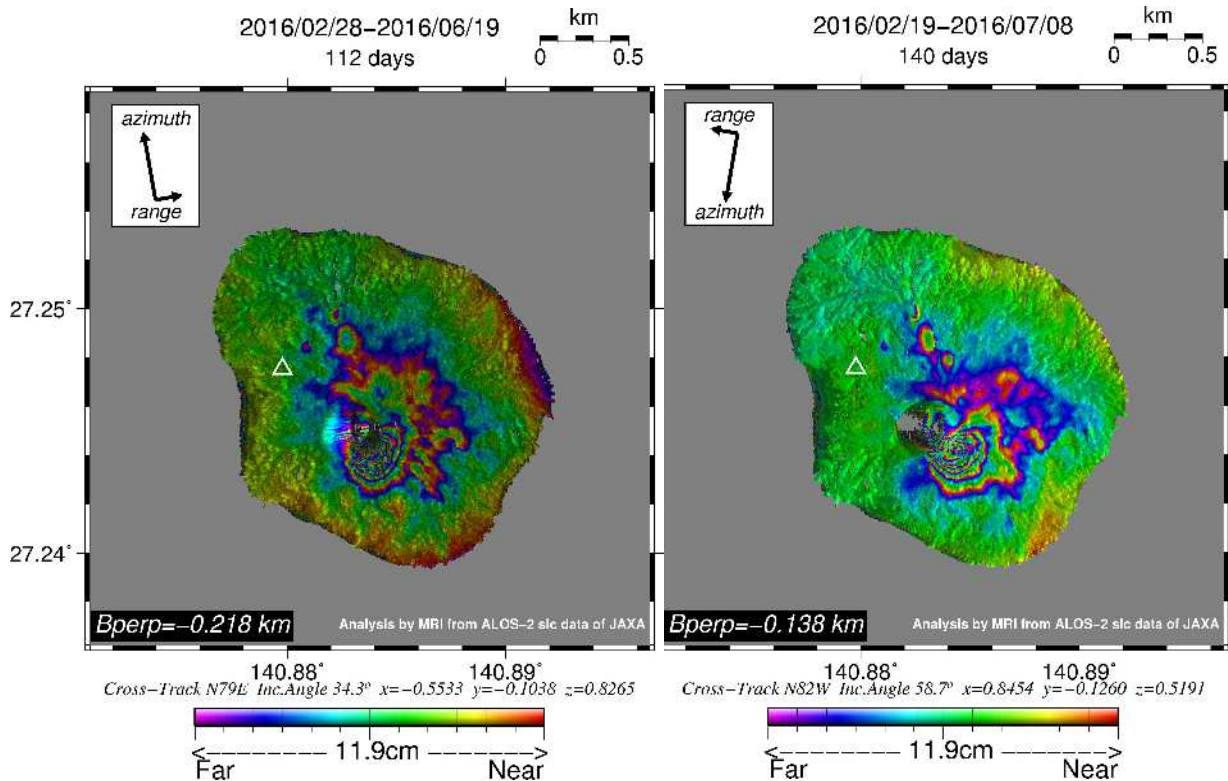 2016/02/28−2016/06/19
112 days
km
0 0.5
azimuth
range
27.25°
27.24°
Bperp=−0.218 km
Analysis by MRI from ALOS−2 slc data of JAXA
140.88° 140.89°
Cross−Track N79E Inc.Angle 34.3° x=−0.5533 y=−0.1038 z=0.8265
11.9cm
Far Near
2016/02/19−2016/07/08
140 days
km
0 0.5
range
azimuth
Bperp=−0.138 km
Analysis by MRI from ALOS−2 slc data of JAXA
140.88° 140.89°
Cross−Track N82W Inc.Angle 58.7° x=0.8454 y=−0.1260 z=0.5191
11.9cm
Far Near